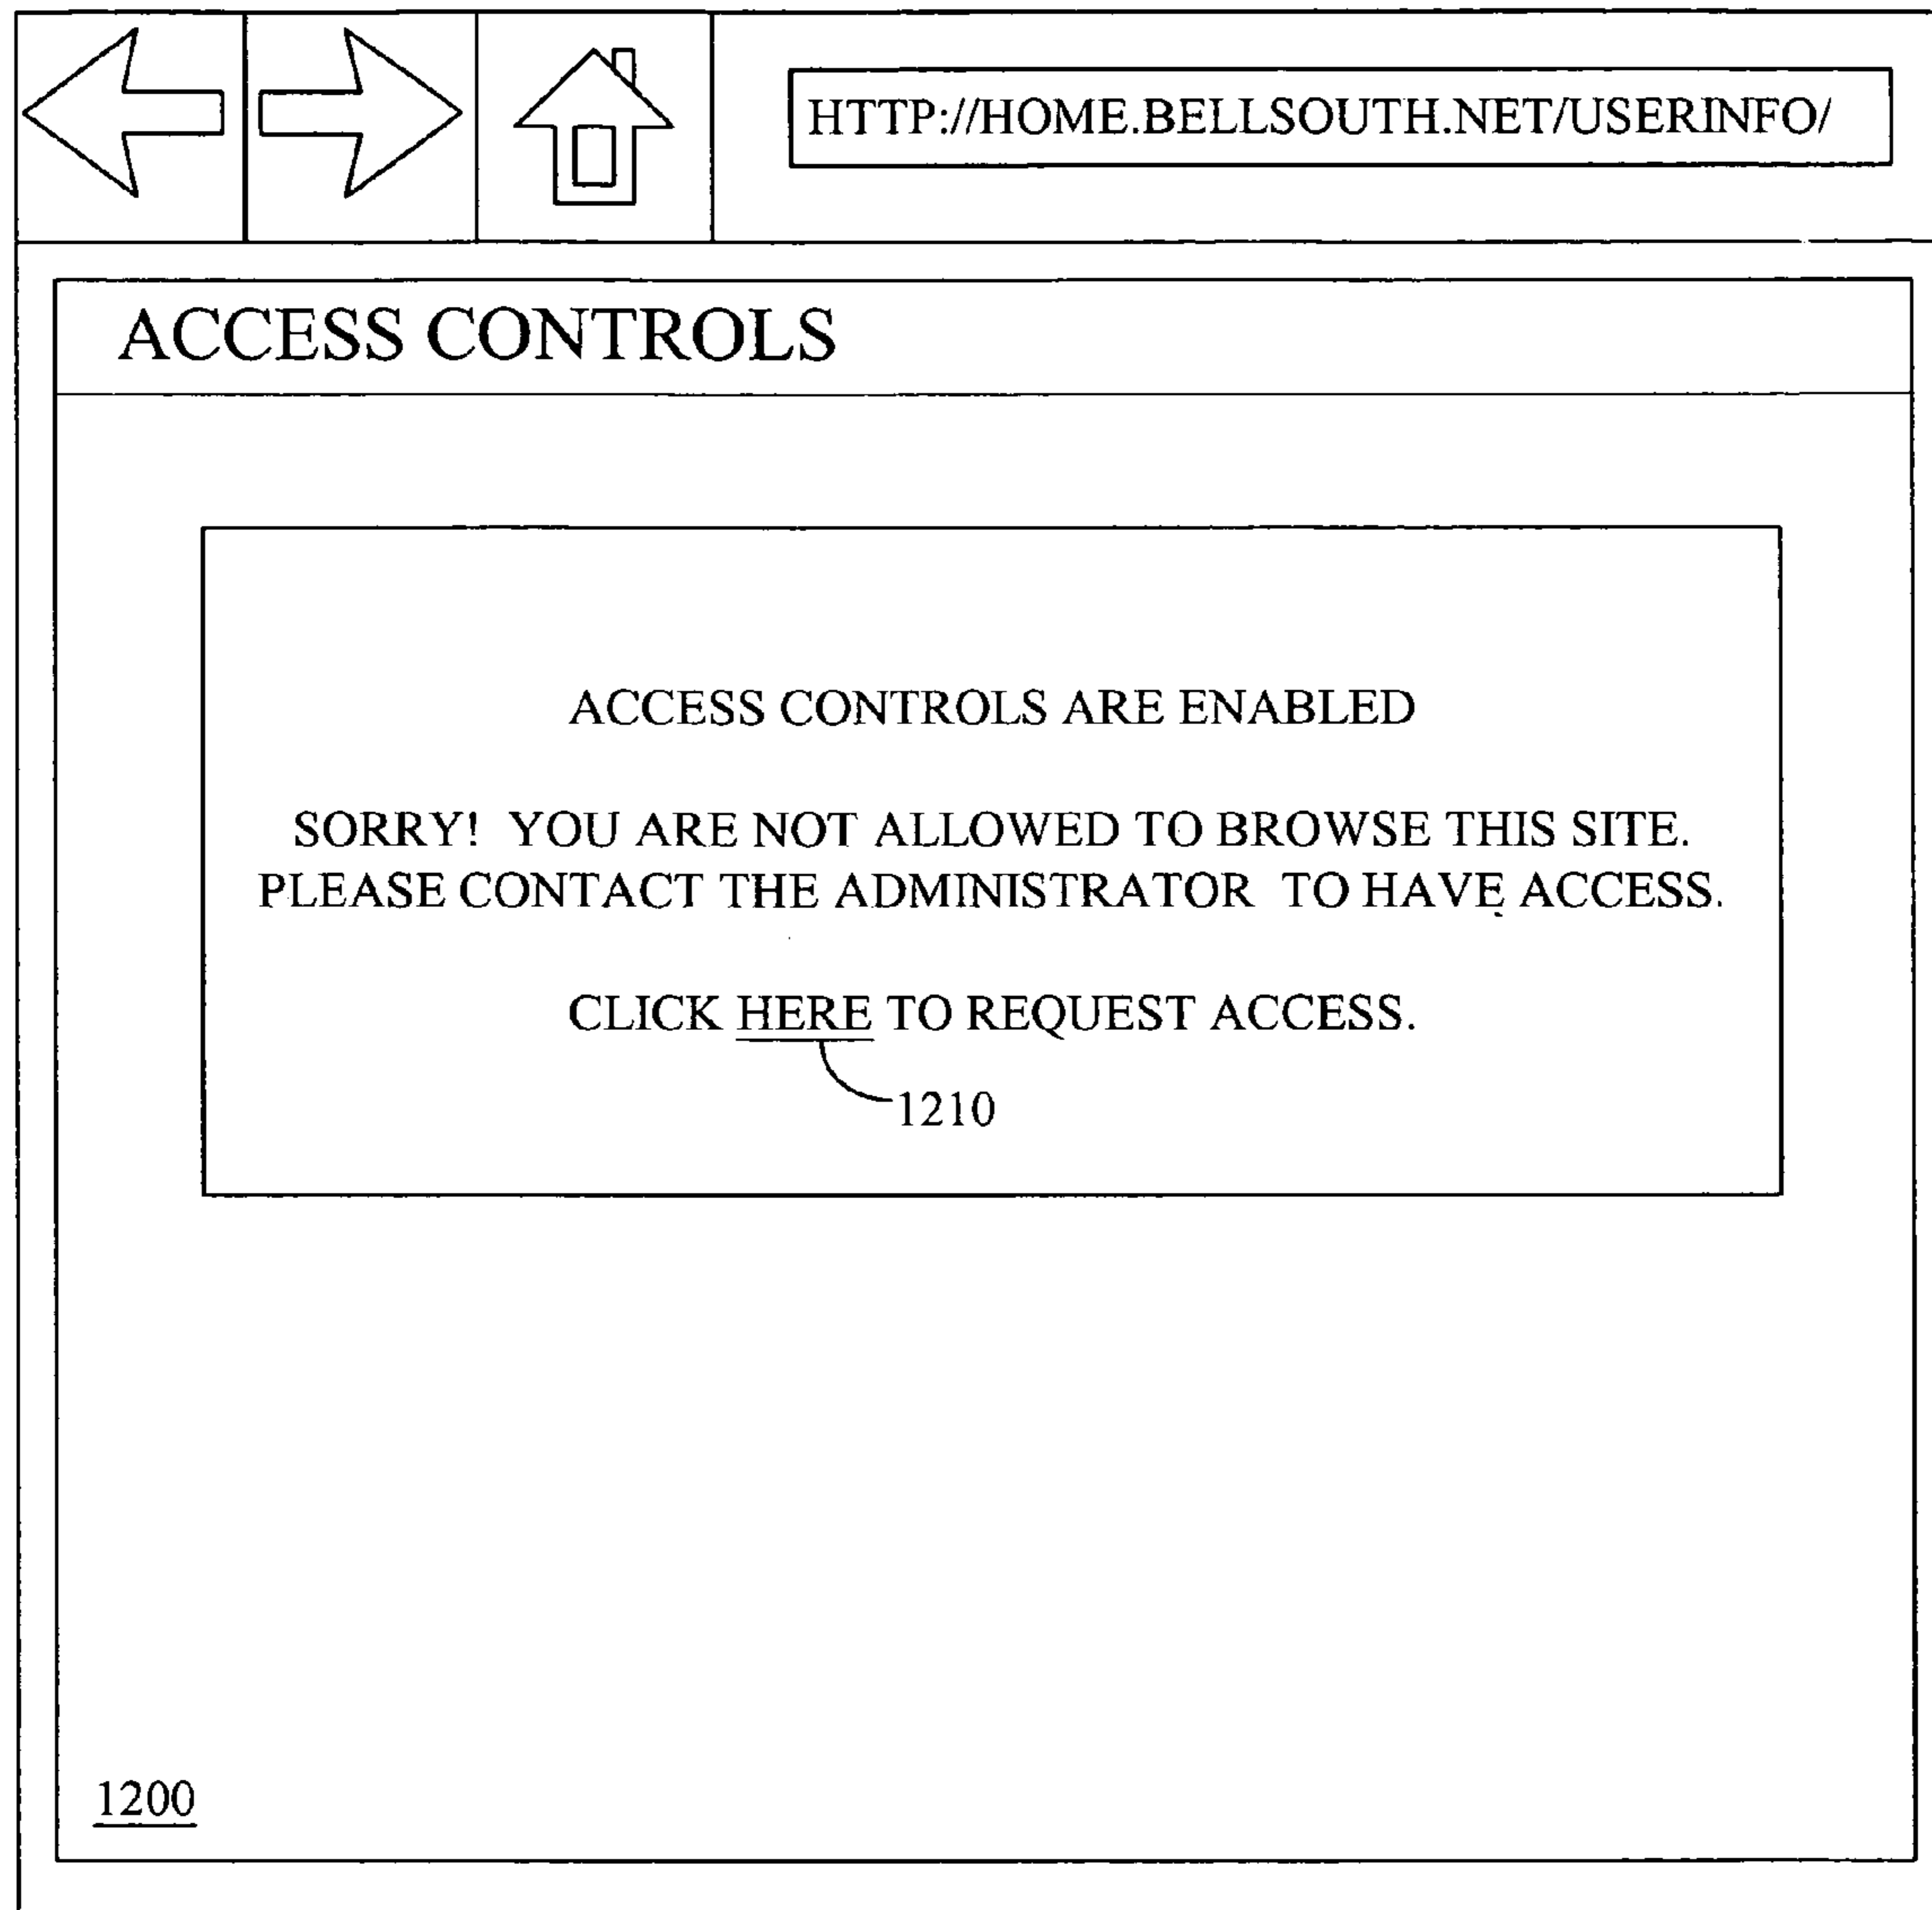 HTTP://HOME.BELLSOUTH.NET/USERINFO/
ACCESS CONTROLS
ACCESS CONTROLS ARE ENABLED
SORRY! YOU ARE NOT ALLOWED TO BROWSE THIS SITE.
PLEASE CONTACT THE ADMINISTRATOR TO HAVE ACCESS.
CLICK HERE TO REQUEST ACCESS.
1210
1200